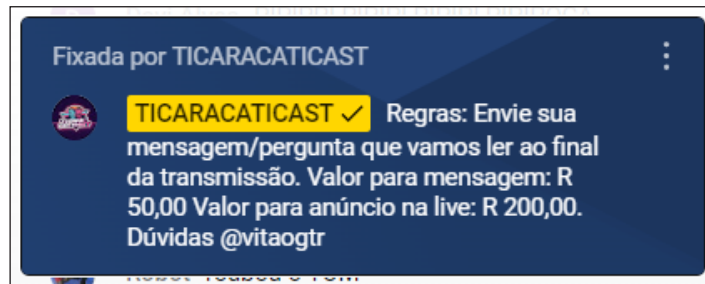 Fixada por TICARACATICAST
TICARACATICAST ✓ Regras: Envie sua
mensagem/pergunta que vamos ler ao final
da transmissão. Valor para mensagem: R
50,00 Valor para anúncio na live: R 200,00.
Dúvidas @vitaogtr